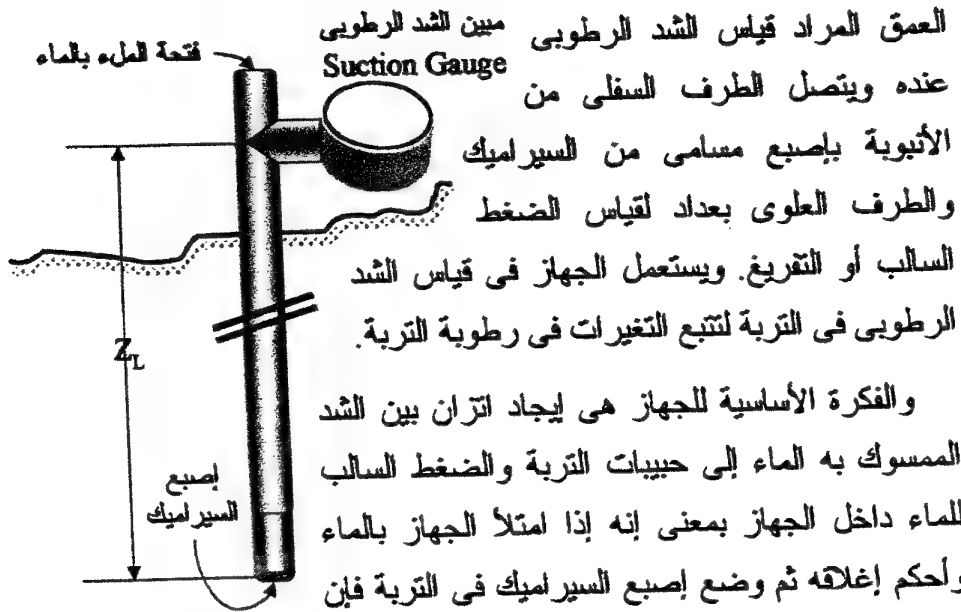 العمق المراد قياس الشد الرطوبى
عنده ويتصل الطرف السفلى من
الأنبوبة بإصبع مسامى من السيراميك
والطرف العلوى بعداد لقياس الضغط
السالب أو التفريغ. ويستعمل الجهاز فى قياس الشد
الرطوبى فى التربة لتتبع التغيرات فى رطوبة التربة.
والفكرة الأساسية للجهاز هى إيجاد اتزان بين الشد
الممسوك به الماء إلى حبيبات التربة والضغط السالب
للماء داخل الجهاز بمعنى إنه إذا امتلأ الجهاز بالماء
وأحكم إغلاقه ثم وضع إصبع السيراميك فى التربة فإن
مبين الشد الرطوبى
Suction Gauge
فتحة الملء بالماء
Z_L
إصبع
السيراميك